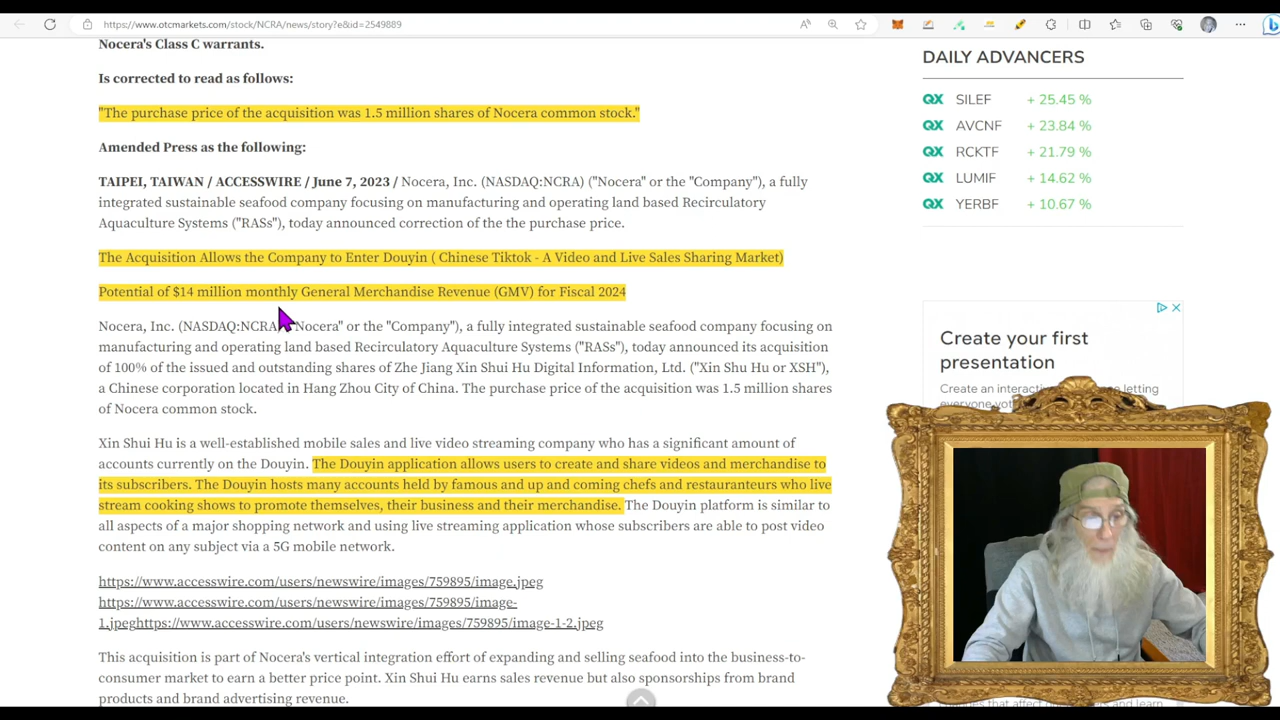 https://www.otcmarkets.com/stock/NCRA/news/story?e&id=2549889
Nocera's Class C warrants.
Is corrected to read as follows:
"The purchase price of the acquisition was 1.5 million shares of Nocera common stock."
Amended Press as the following:
TAIPEI, TAIWAN / ACCESSWIRE / June 7, 2023 / Nocera, Inc. (NASDAQ:NCRA) ("Nocera" or the "Company"), a fully
integrated sustainable seafood company focusing on manufacturing and operating land based Recirculatory
Aquaculture Systems ("RASs"), today announced correction of the the purchase price.
The Acquisition Allows the Company to Enter Douyin ( Chinese Tiktok - A Video and Live Sales Sharing Market)
Potential of $14 million monthly General Merchandise Revenue (GMV) for Fiscal 2024
Nocera, Inc. (NASDAQ:NCRA) "Nocera" or the "Company"), a fully integrated sustainable seafood company focusing on
manufacturing and operating land based Recirculatory Aquaculture Systems ("RASs"), today announced its acquisition
of 100% of the issued and outstanding shares of Zhe Jiang Xin Shui Hu Digital Information, Ltd. ("Xin Shu Hu or XSH"),
a Chinese corporation located in Hang Zhou City of China. The purchase price of the acquisition was 1.5 million shares
of Nocera common stock.
Xin Shui Hu is a well-established mobile sales and live video streaming company who has a significant amount of
accounts currently on the Douyin. The Douyin application allows users to create and share videos and merchandise to
its subscribers. The Douyin hosts many accounts held by famous and up and coming chefs and restauranteurs who live
stream cooking shows to promote themselves, their business and their merchandise. The Douyin platform is similar to
all aspects of a major shopping network and using live streaming application whose subscribers are able to post video
content on any subject via a 5G mobile network.
https://www.accesswire.com/users/newswire/images/759895/image.jpeg
https://www.accesswire.com/users/newswire/images/759895/image-
1.jpeghttps://www.accesswire.com/users/newswire/images/759895/image-1-2.jpeg
This acquisition is part of Nocera's vertical integration effort of expanding and selling seafood into the business-to-
consumer market to earn a better price point. Xin Shui Hu earns sales revenue but also sponsorships from brand
products and brand advertising revenue.
DAILY ADVANCERS
QX SILEF + 25.45 %
QX AVCNF + 23.84 %
QX RCKTF + 21.79 %
QX LUMIF + 14.62 %
QX YERBF + 10.67 %
Create your first
presentation
Create an interactive letting
everyone